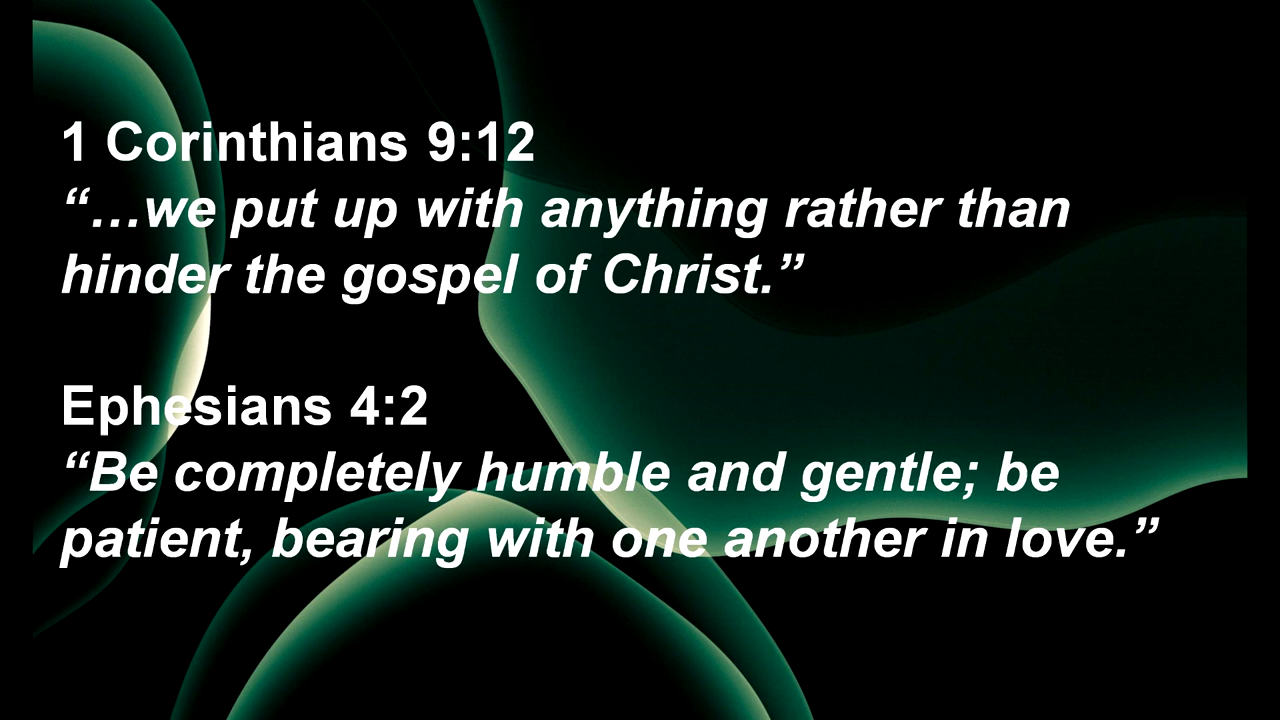 1 Corinthians 9:12
“…we put up with anything rather than
hinder the gospel of Christ.”
Ephesians 4:2
“Be completely humble and gentle; be
patient, bearing with one another in love.”